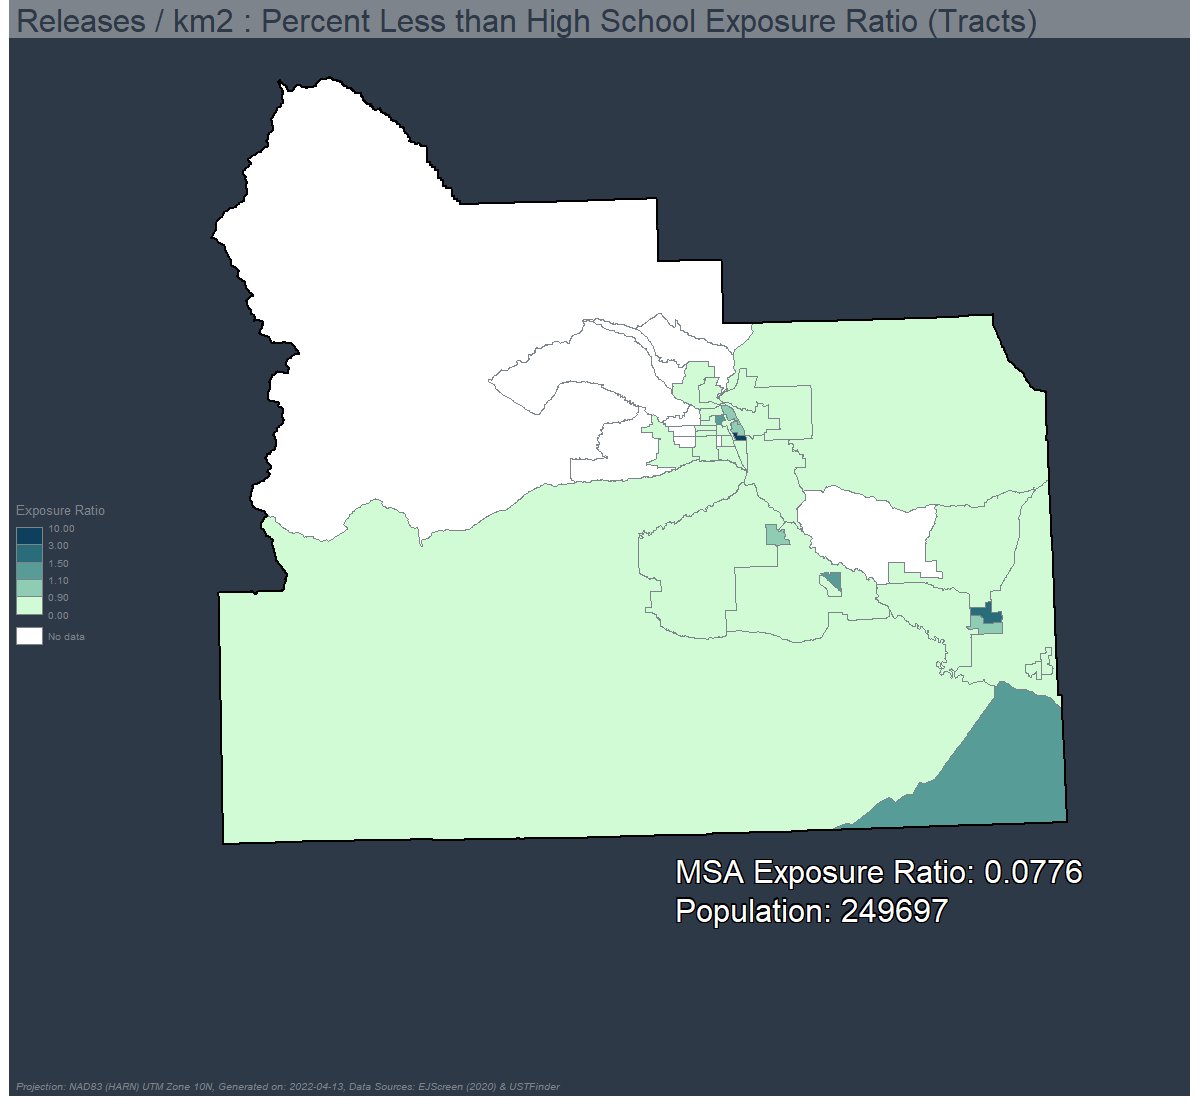 Releases / km2 : Percent Less than High School Exposure Ratio (Tracts)
Exposure Ratio
10.00
3.00
1.50
1.10
0.90
0.00
No data
MSA Exposure Ratio: 0.0776
Population: 249697
Projection: NAD83 (HARN) UTM Zone 10N, Generated on: 2022-04-13, Data Sources: EJScreen (2020) & USTFinder